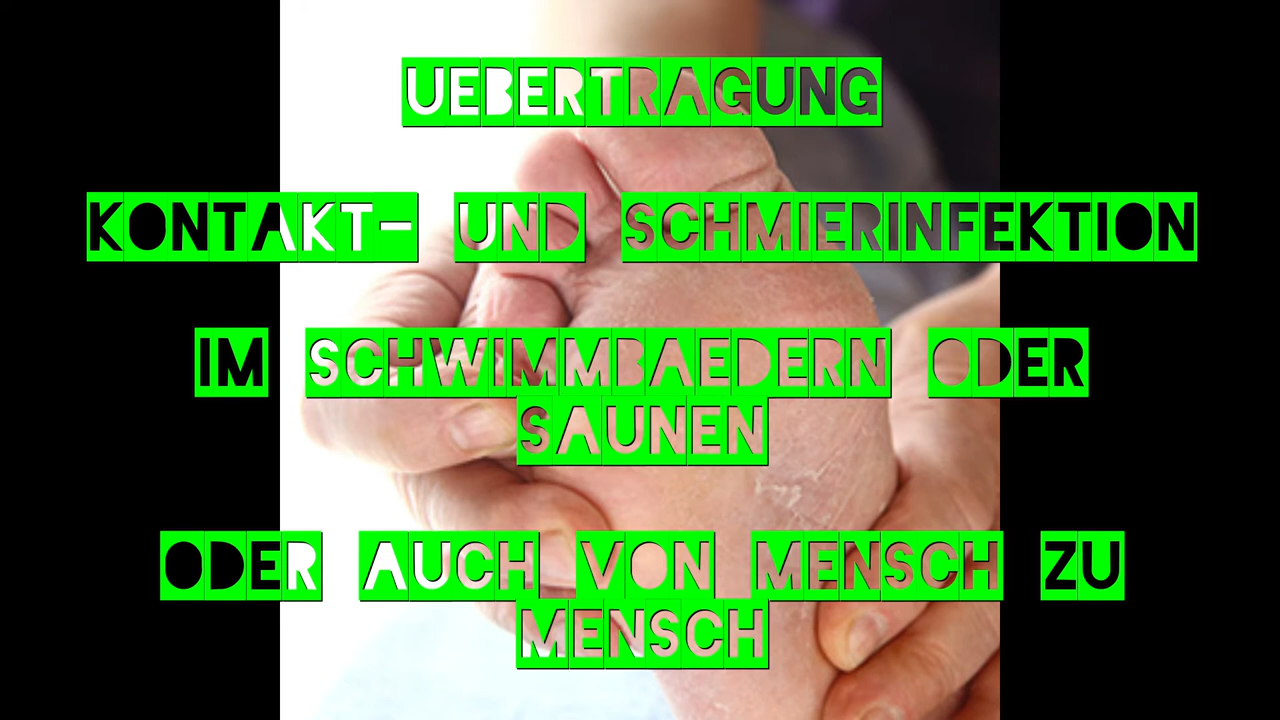 UEBERTRAGUNG
KONTAKT- UND SCHMIERINFEKTION
IM SCHWIMMBAEDERN ODER
SAUNEN
ODER AUCH VON MENSCH ZU
MENSCH